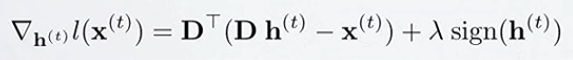 ∇_{𝐡^{(t)}} l(𝐱^{(t)}) = 𝐃^⊤(𝐃 𝐡^{(t)} − 𝐱^{(t)}) + λ sign(𝐡^{(t)})